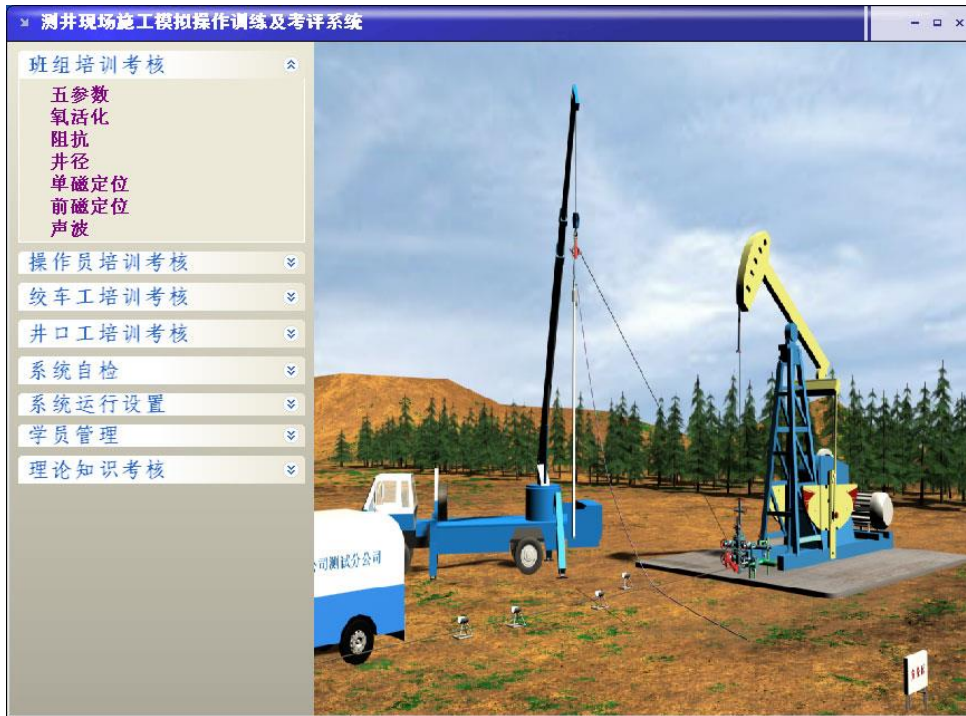 测井现场施工模拟操作训练及考评系统
班组培训考核
五参数
氧活化
阻抗
井径
单磁定位
前磁定位
声波
操作员培训考核
绞车工培训考核
井口工培训考核
系统自检
系统运行设置
学员管理
理论知识考核
公司测试分公司